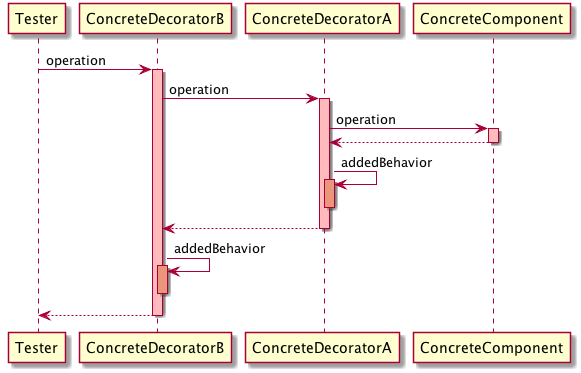 Tester ConcreteDecoratorB ConcreteDecoratorA ConcreteComponent
operation
operation
operation
addedBehavior
addedBehavior
Tester ConcreteDecoratorB ConcreteDecoratorA ConcreteComponent